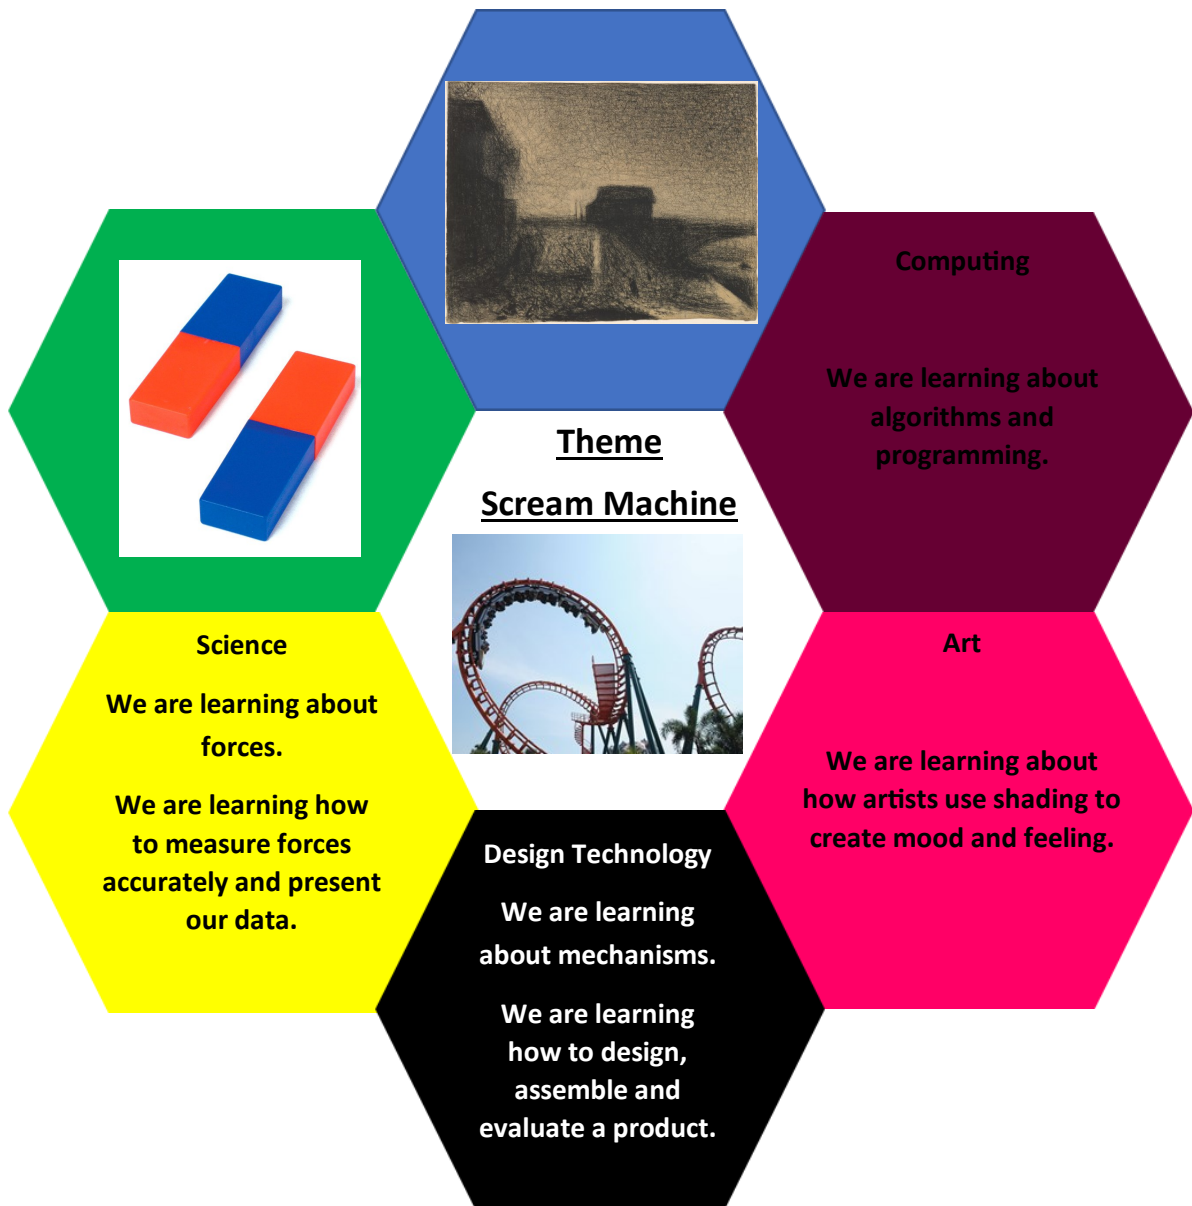 Theme
Scream Machine
Computing
We are learning about
algorithms and
programming.
Science
We are learning about
forces.
We are learning how
to measure forces
accurately and present
our data.
Art
We are learning about
how artists use shading to
create mood and feeling.
Design Technology
We are learning
about mechanisms.
We are learning
how to design,
assemble and
evaluate a product.